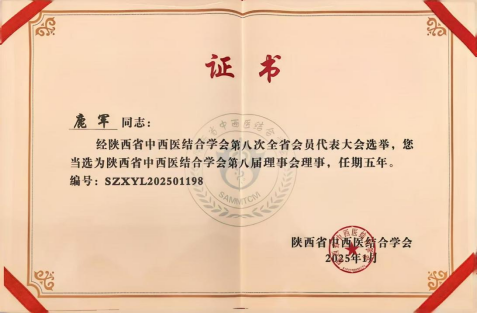 证书
鹿军 同志：
经陕西省中西医结合学会第八次全省会员代表大会选举，您
当选为陕西省中西医结合学会第八届理事会理事，任期五年。
编号：SZXYL202501198
SAMITCM
陕西省中西医结合学会
2025年1月